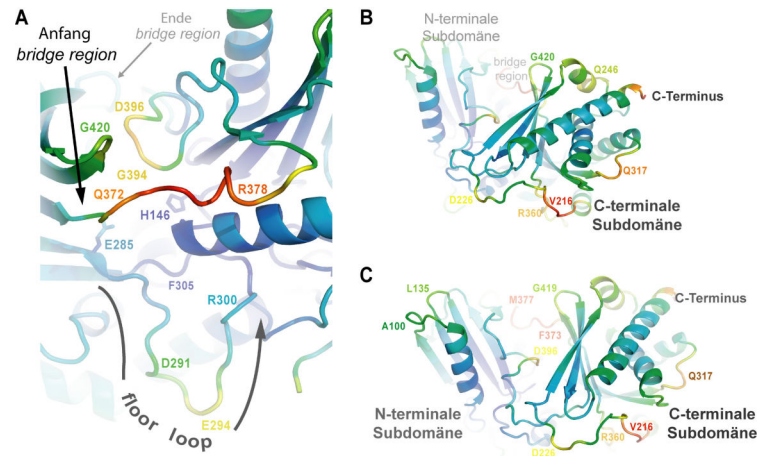 A
Anfang
bridge region
Ende
bridge region
D396
G420
G394
Q372
R378
H146
E285
F305
R300
D291
E294
floor loop
B
N-terminale
Subdomäne
G420
Q246
bridge
region
C-Terminus
Q317
D226
V216
R360
C-terminale
Subdomäne
C
L135
G419
M377
C-Terminus
A100
F373
D396
Q317
N-terminale
Subdomäne
C-terminale
Subdomäne
V216
R360
D226